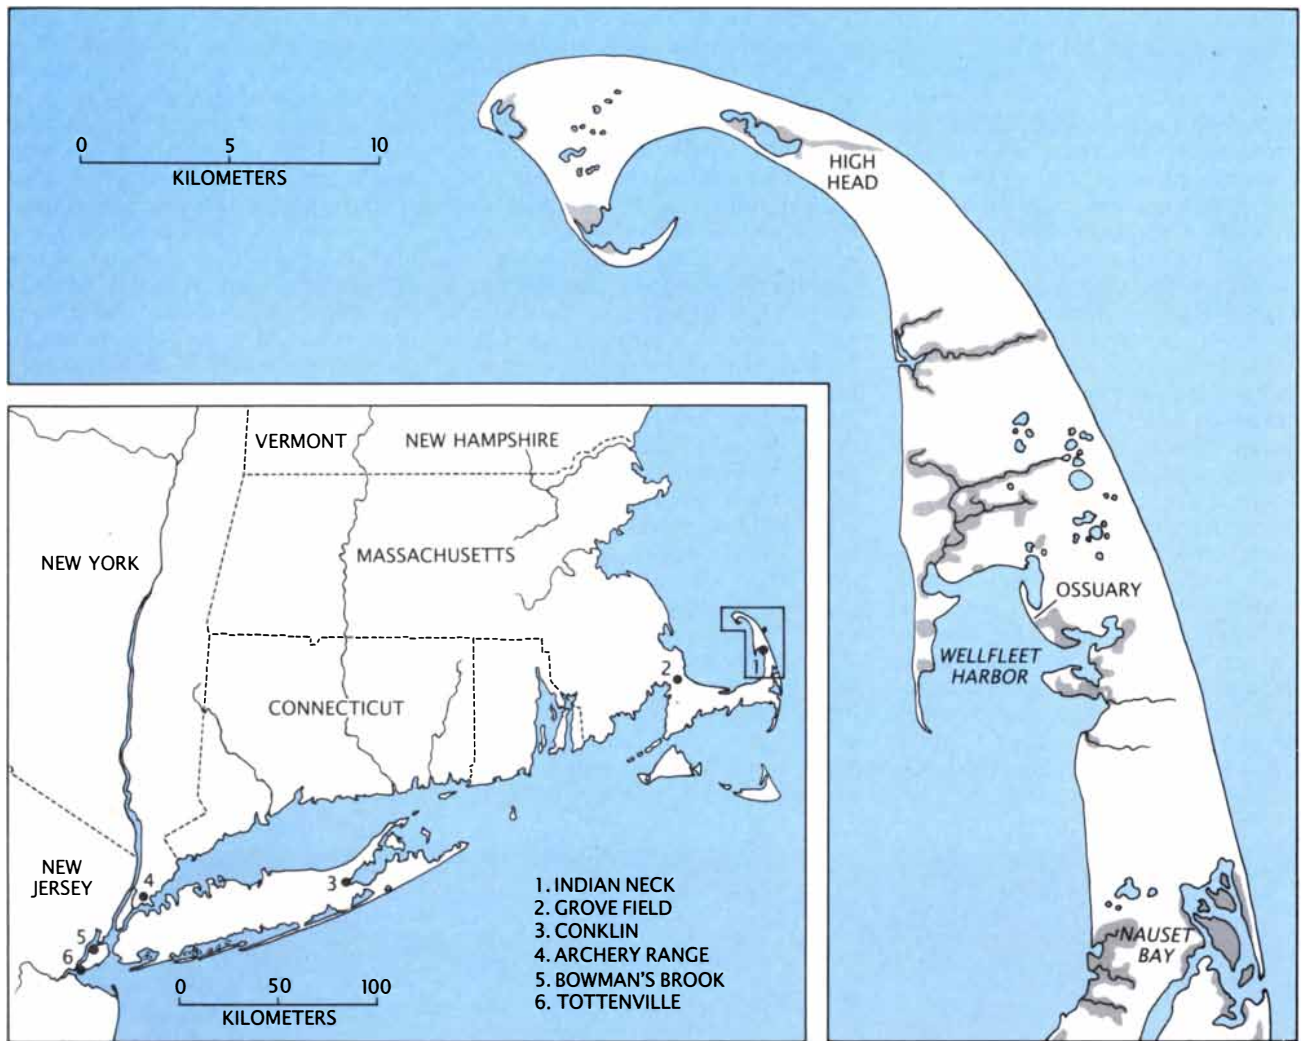 0 5 10
KILOMETERS
HIGH
HEAD
OSSUARY
WELLFLEET
HARBOR
NAUSET
BAY
VERMONT
NEW HAMPSHIRE
NEW YORK
MASSACHUSETTS
1
2
CONNECTICUT
NEW
JERSEY
4
3
5
6
1. INDIAN NECK
2. GROVE FIELD
3. CONKLIN
4. ARCHERY RANGE
5. BOWMAN'S BROOK
6. TOTTENVILLE
0 50 100
KILOMETERS